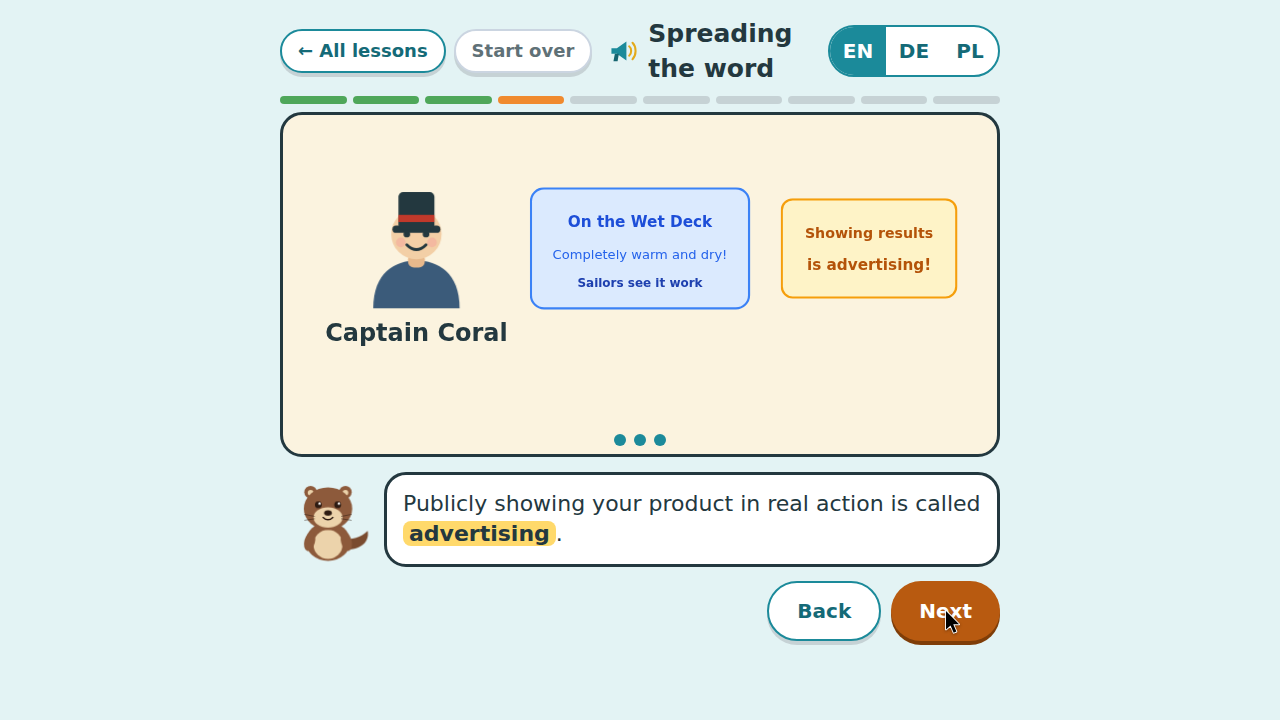 ← All lessons
Start over
Spreading
the word
EN
DE
PL
Captain Coral
On the Wet Deck
Completely warm and dry!
Sailors see it work
Showing results
is advertising!
Publicly showing your product in real action is called
advertising.
Back
Next